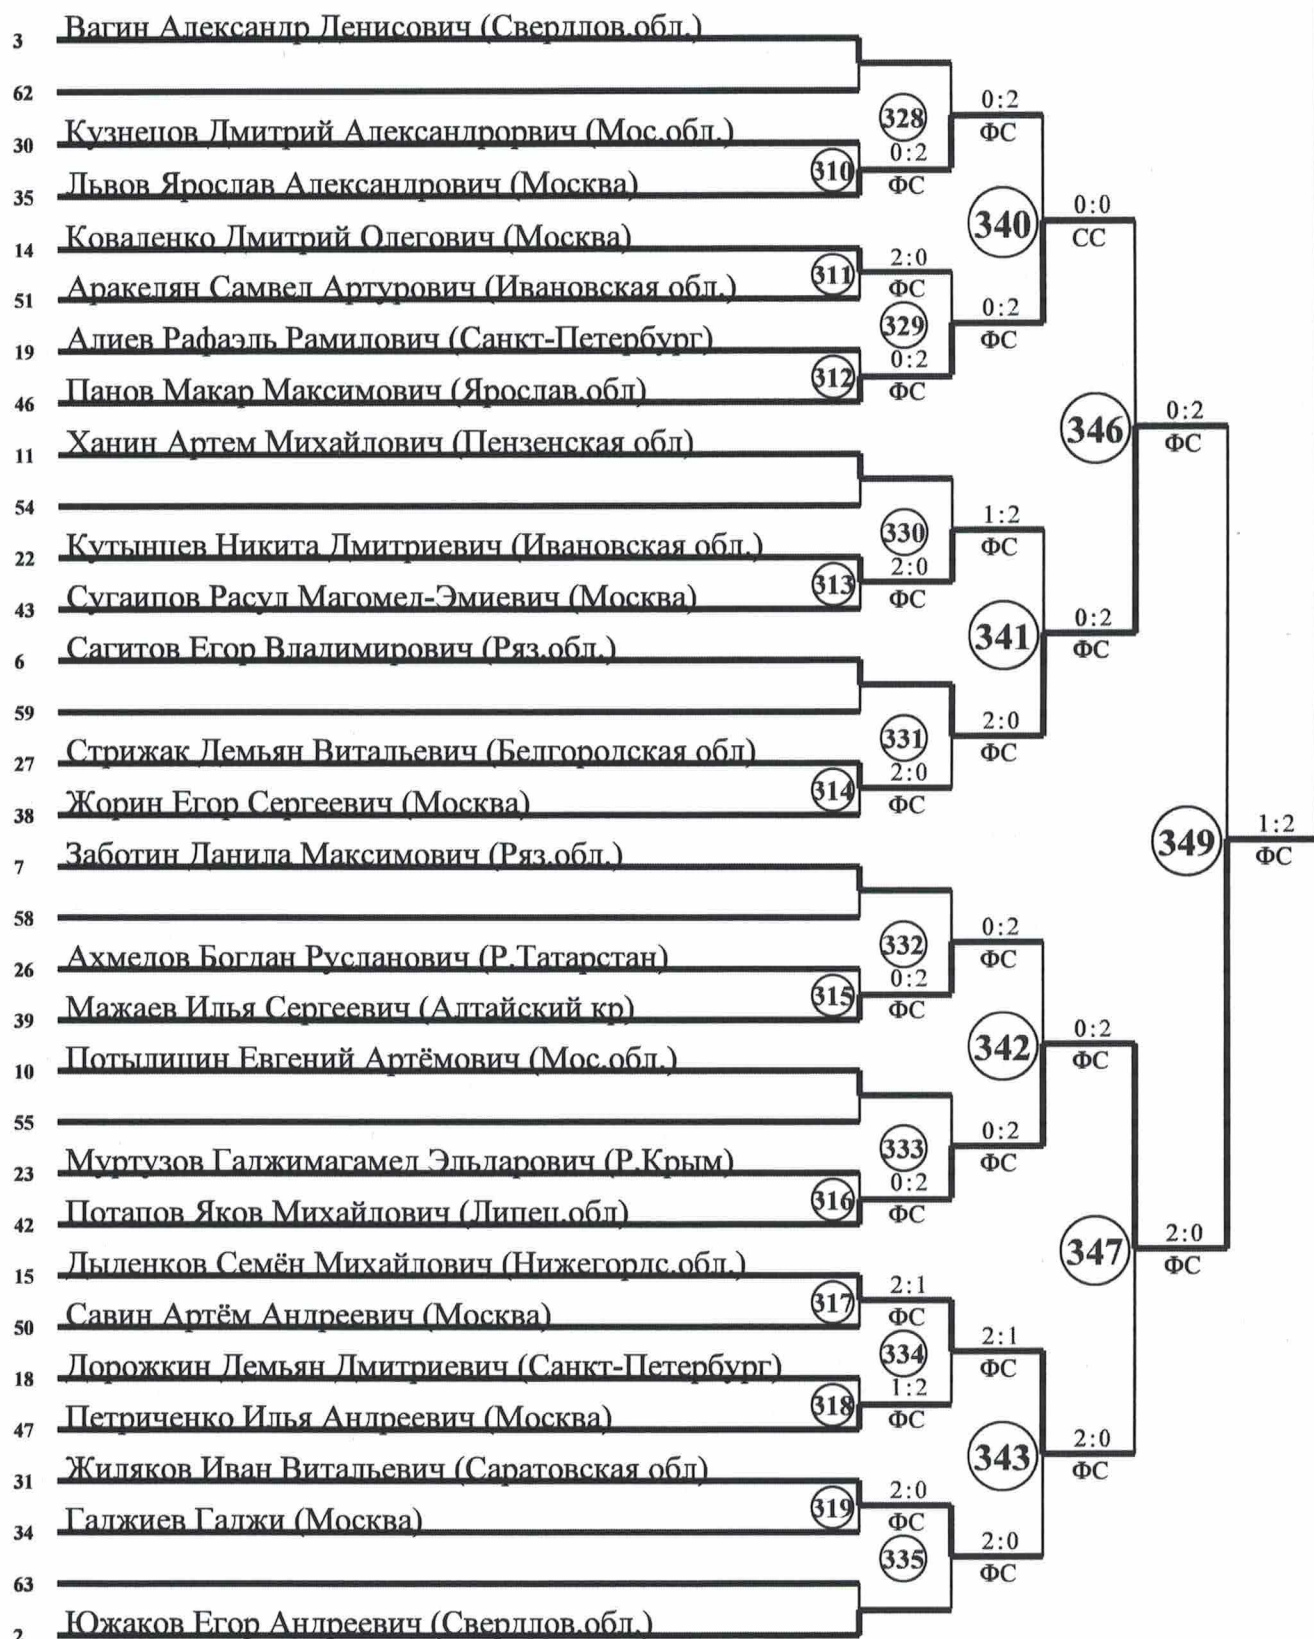 3 Вагин Александр Денисович (Свердлов.обл.)
62
0:2
328
ФС
30 Кузнецов Дмитрий Александрорвич (Мос.обл.)
0:2
310
ФС
35 Львов Ярослав Александрович (Москва)
0:0
340
СС
14 Коваленко Дмитрий Олегович (Москва)
2:0
311
ФС
51 Аракелян Самвел Артурович (Ивановская обл.)
0:2
329
ФС
19 Алиев Рафаэль Рамилович (Санкт-Петербург)
0:2
312
ФС
46 Панов Макар Максимович (Ярослав.обл)
0:2
346
ФС
11 Ханин Артем Михайлович (Пензенская обл)
54
1:2
330
ФС
22 Кутынцев Никита Дмитриевич (Ивановская обл.)
2:0
313
ФС
43 Сугаипов Расул Магомед-Эмиевич (Москва)
0:2
341
ФС
6 Сагитов Егор Владимирович (Ряз.обл.)
59
2:0
331
ФС
27 Стрижак Демьян Витальевич (Белгородская обл)
2:0
314
ФС
38 Жорин Егор Сергеевич (Москва)
1:2
349
ФС
7 Заботин Данила Максимович (Ряз.обл.)
58
0:2
332
ФС
26 Ахмедов Богдан Русланович (Р.Татарстан)
0:2
315
ФС
39 Мажаев Илья Сергеевич (Алтайский кр)
0:2
342
ФС
10 Потылицин Евгений Артёмович (Мос.обл.)
55
0:2
333
ФС
23 Муртузов Гаджимагамед Эльдарович (Р.Крым)
0:2
316
ФС
42 Потапов Яков Михайлович (Липец.обл)
2:0
347
ФС
15 Дыденков Семён Михайлович (Нижегордс.обл.)
2:1
317
ФС
50 Савин Артём Андреевич (Москва)
2:1
334
ФС
18 Дорожкин Демьян Дмитриевич (Санкт-Петербург)
1:2
318
ФС
47 Петриченко Илья Андреевич (Москва)
2:0
343
ФС
31 Жиляков Иван Витальевич (Саратовская обл)
2:0
319
ФС
34 Гаджиев Гаджи (Москва)
2:0
335
ФС
63
2 Южаков Егор Андреевич (Свердлов.обл.)